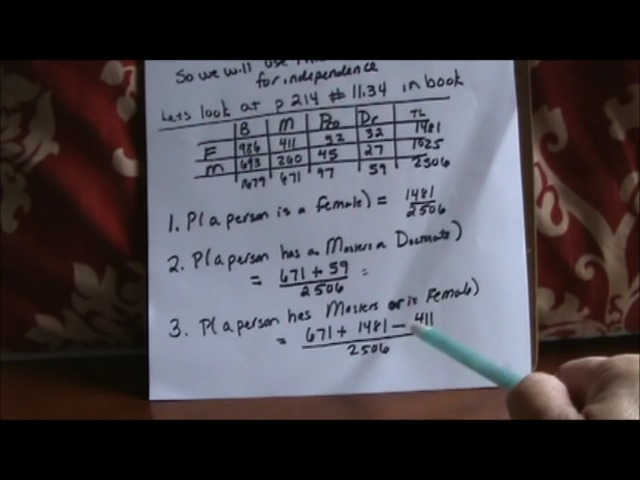 So we will use this
for independence
Lets look at p 214 # 11.34 in book
B M Pro Dr TL
F 986 411 52 32 1481
m 693 260 45 27 1025
1679 671 97 59 2506
1. P( a person is a female) = 1481/2506
2. P( a person has a Masters or Doctorate)
= 671 + 59 / 2506 =
3. P( a person has Masters or is Female)
= 671 + 1481 - 411 / 2506